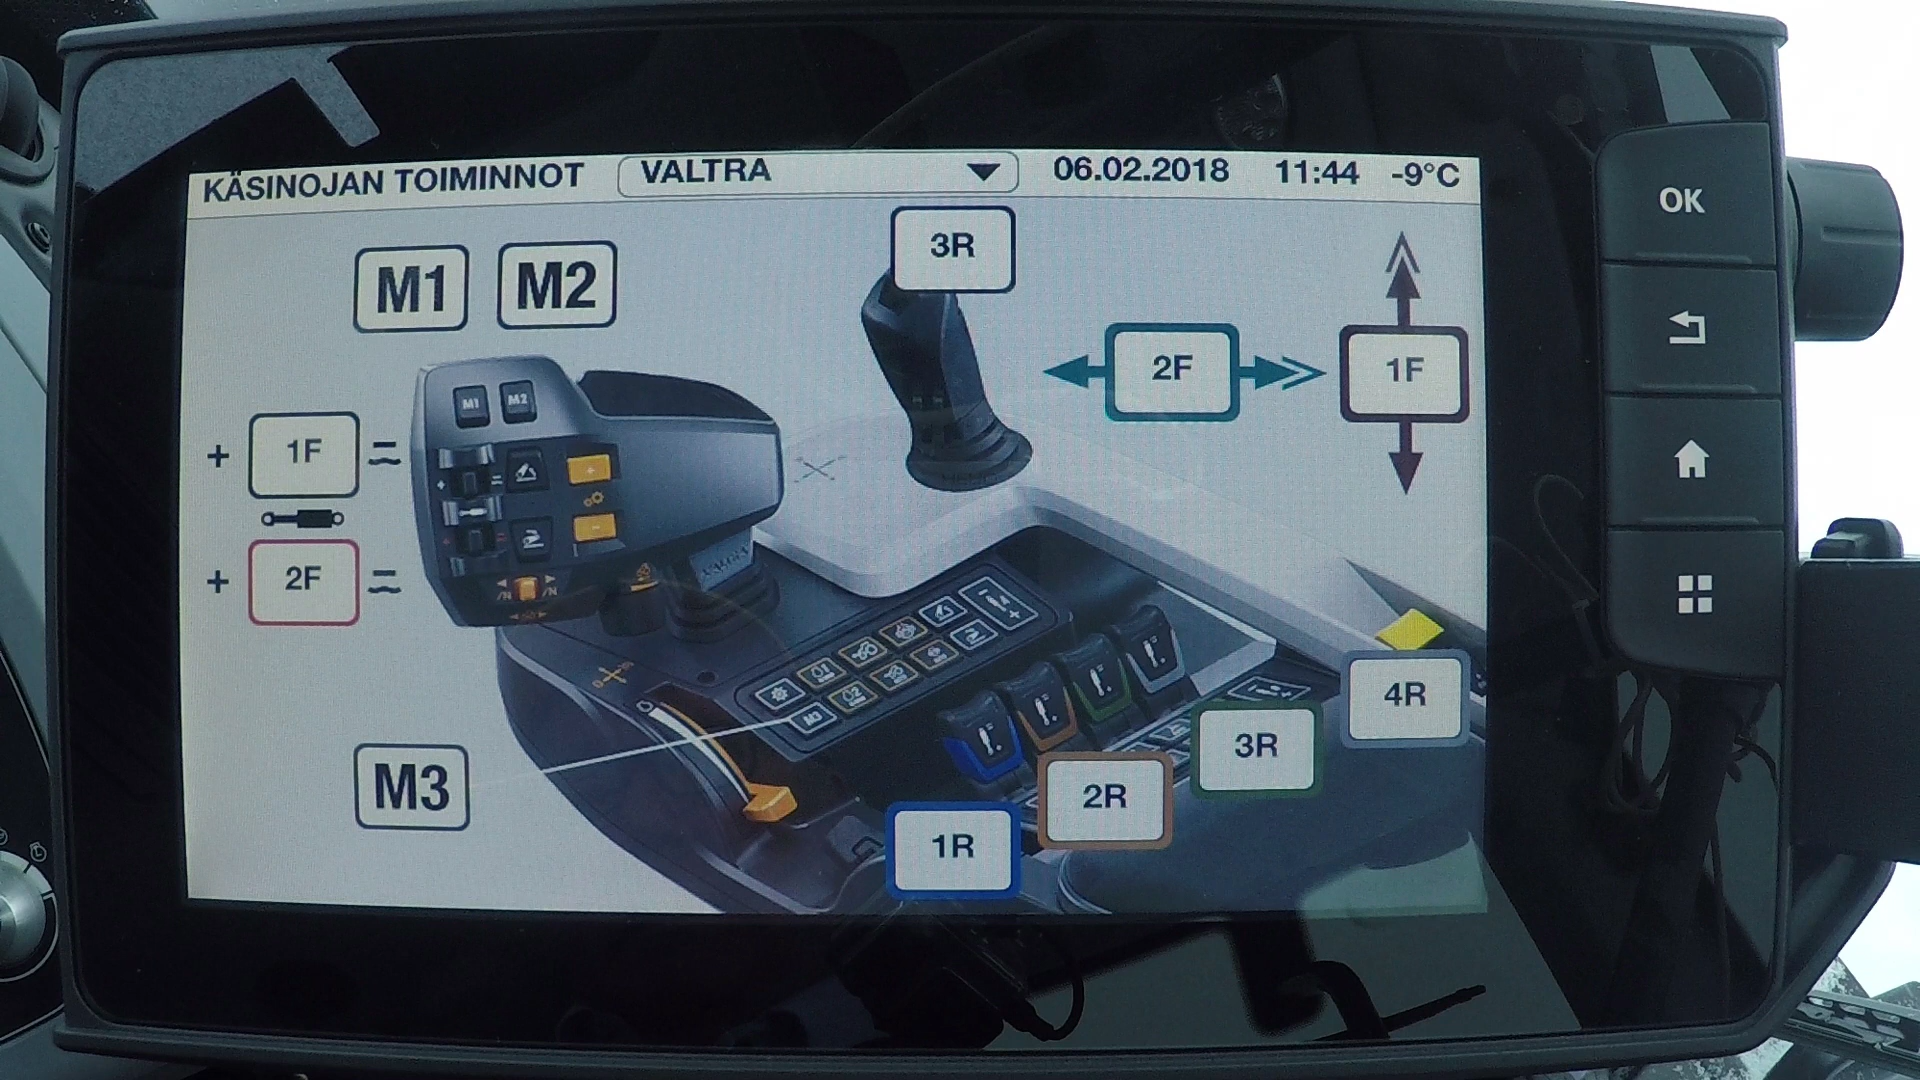 KÄSINOJAN TOIMINNOT VALTRA 06.02.2018 11:44 -9°C
OK
M1 M2
3R
2F
1F
M1 M2
+ 1F =
+ 2F =
M3
M3
1R
2R
3R
4R